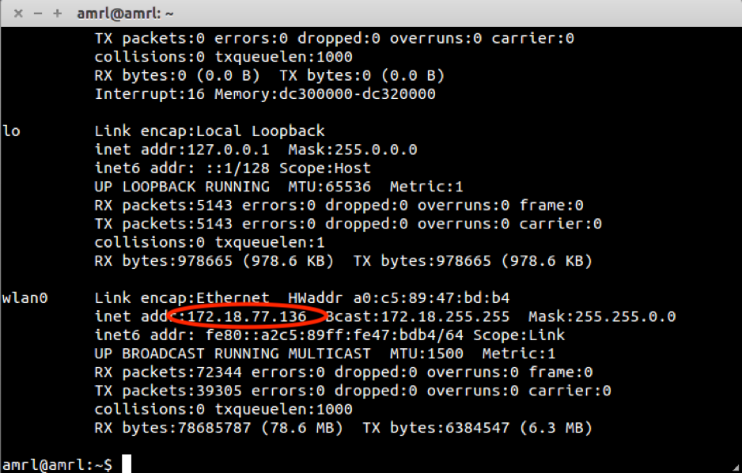 × − + amrl@amrl: ~
TX packets:0 errors:0 dropped:0 overruns:0 carrier:0
collisions:0 txqueuelen:1000
RX bytes:0 (0.0 B)  TX bytes:0 (0.0 B)
Interrupt:16 Memory:dc300000-dc320000
lo        Link encap:Local Loopback
inet addr:127.0.0.1  Mask:255.0.0.0
inet6 addr: ::1/128 Scope:Host
UP LOOPBACK RUNNING  MTU:65536  Metric:1
RX packets:5143 errors:0 dropped:0 overruns:0 frame:0
TX packets:5143 errors:0 dropped:0 overruns:0 carrier:0
collisions:0 txqueuelen:1
RX bytes:978665 (978.6 KB)  TX bytes:978665 (978.6 KB)
wlan0     Link encap:Ethernet  HWaddr a0:c5:89:47:bd:b4
inet addr:172.18.77.136  Bcast:172.18.255.255  Mask:255.255.0.0
inet6 addr: fe80::a2c5:89ff:fe47:bdb4/64 Scope:Link
UP BROADCAST RUNNING MULTICAST  MTU:1500  Metric:1
RX packets:72344 errors:0 dropped:0 overruns:0 frame:0
TX packets:39305 errors:0 dropped:0 overruns:0 carrier:0
collisions:0 txqueuelen:1000
RX bytes:78685787 (78.6 MB)  TX bytes:6384547 (6.3 MB)
amrl@amrl:~$